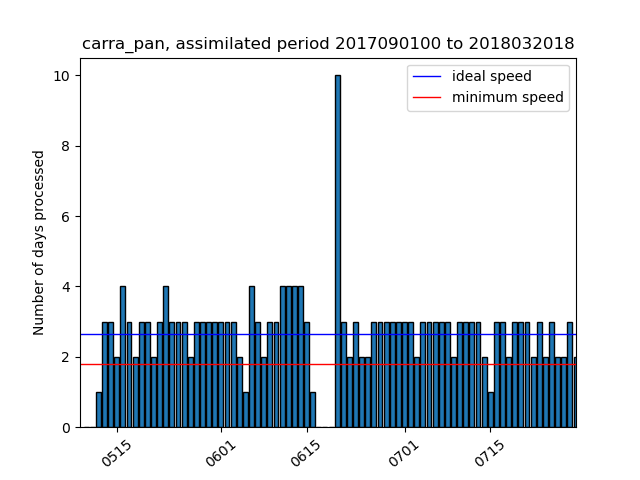 carra_pan, assimilated period 2017090100 to 2018032018
ideal speed
minimum speed
Number of days processed
10
8
6
4
2
0
0515
0601
0615
0701
0715